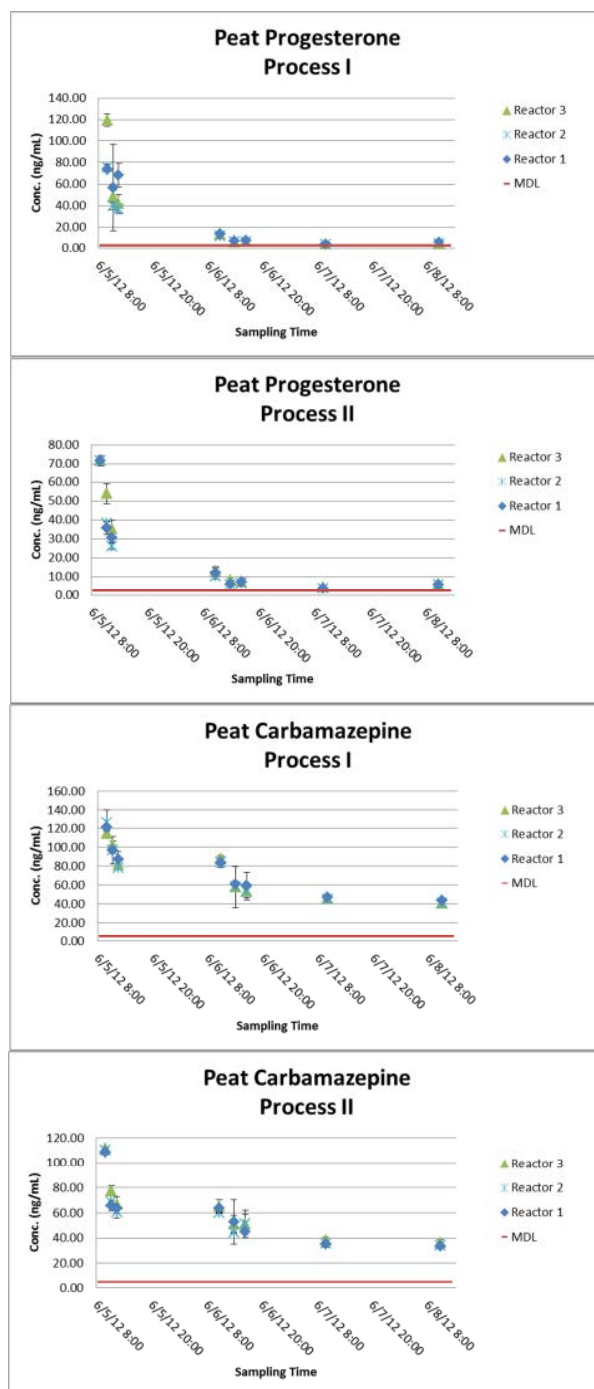 Peat Progesterone
Process I
140.00
120.00
100.00
80.00
60.00
40.00
20.00
0.00
Conc. (ng/mL)
Reactor 3
Reactor 2
Reactor 1
MDL
6/5/12 8:00
6/5/12 20:00
6/6/12 8:00
6/6/12 20:00
6/7/12 8:00
6/7/12 20:00
6/8/12 8:00
Sampling Time
Peat Progesterone
Process II
80.00
70.00
60.00
50.00
40.00
30.00
20.00
10.00
0.00
Conc. (ng/mL)
Reactor 3
Reactor 2
Reactor 1
MDL
6/5/12 8:00
6/5/12 20:00
6/6/12 8:00
6/6/12 20:00
6/7/12 8:00
6/7/12 20:00
6/8/12 8:00
Sampling Time
Peat Carbamazepine
Process I
160.00
140.00
120.00
100.00
80.00
60.00
40.00
20.00
0.00
Conc. (ng/mL)
Reactor 3
Reactor 2
Reactor 1
MDL
6/5/12 8:00
6/5/12 20:00
6/6/12 8:00
6/6/12 20:00
6/7/12 8:00
6/7/12 20:00
6/8/12 8:00
Sampling Time
Peat Carbamazepine
Process II
120.00
100.00
80.00
60.00
40.00
20.00
0.00
Conc. (ng/mL)
Reactor 3
Reactor 2
Reactor 1
MDL
6/5/12 8:00
6/5/12 20:00
6/6/12 8:00
6/6/12 20:00
6/7/12 8:00
6/7/12 20:00
6/8/12 8:00
Sampling Time